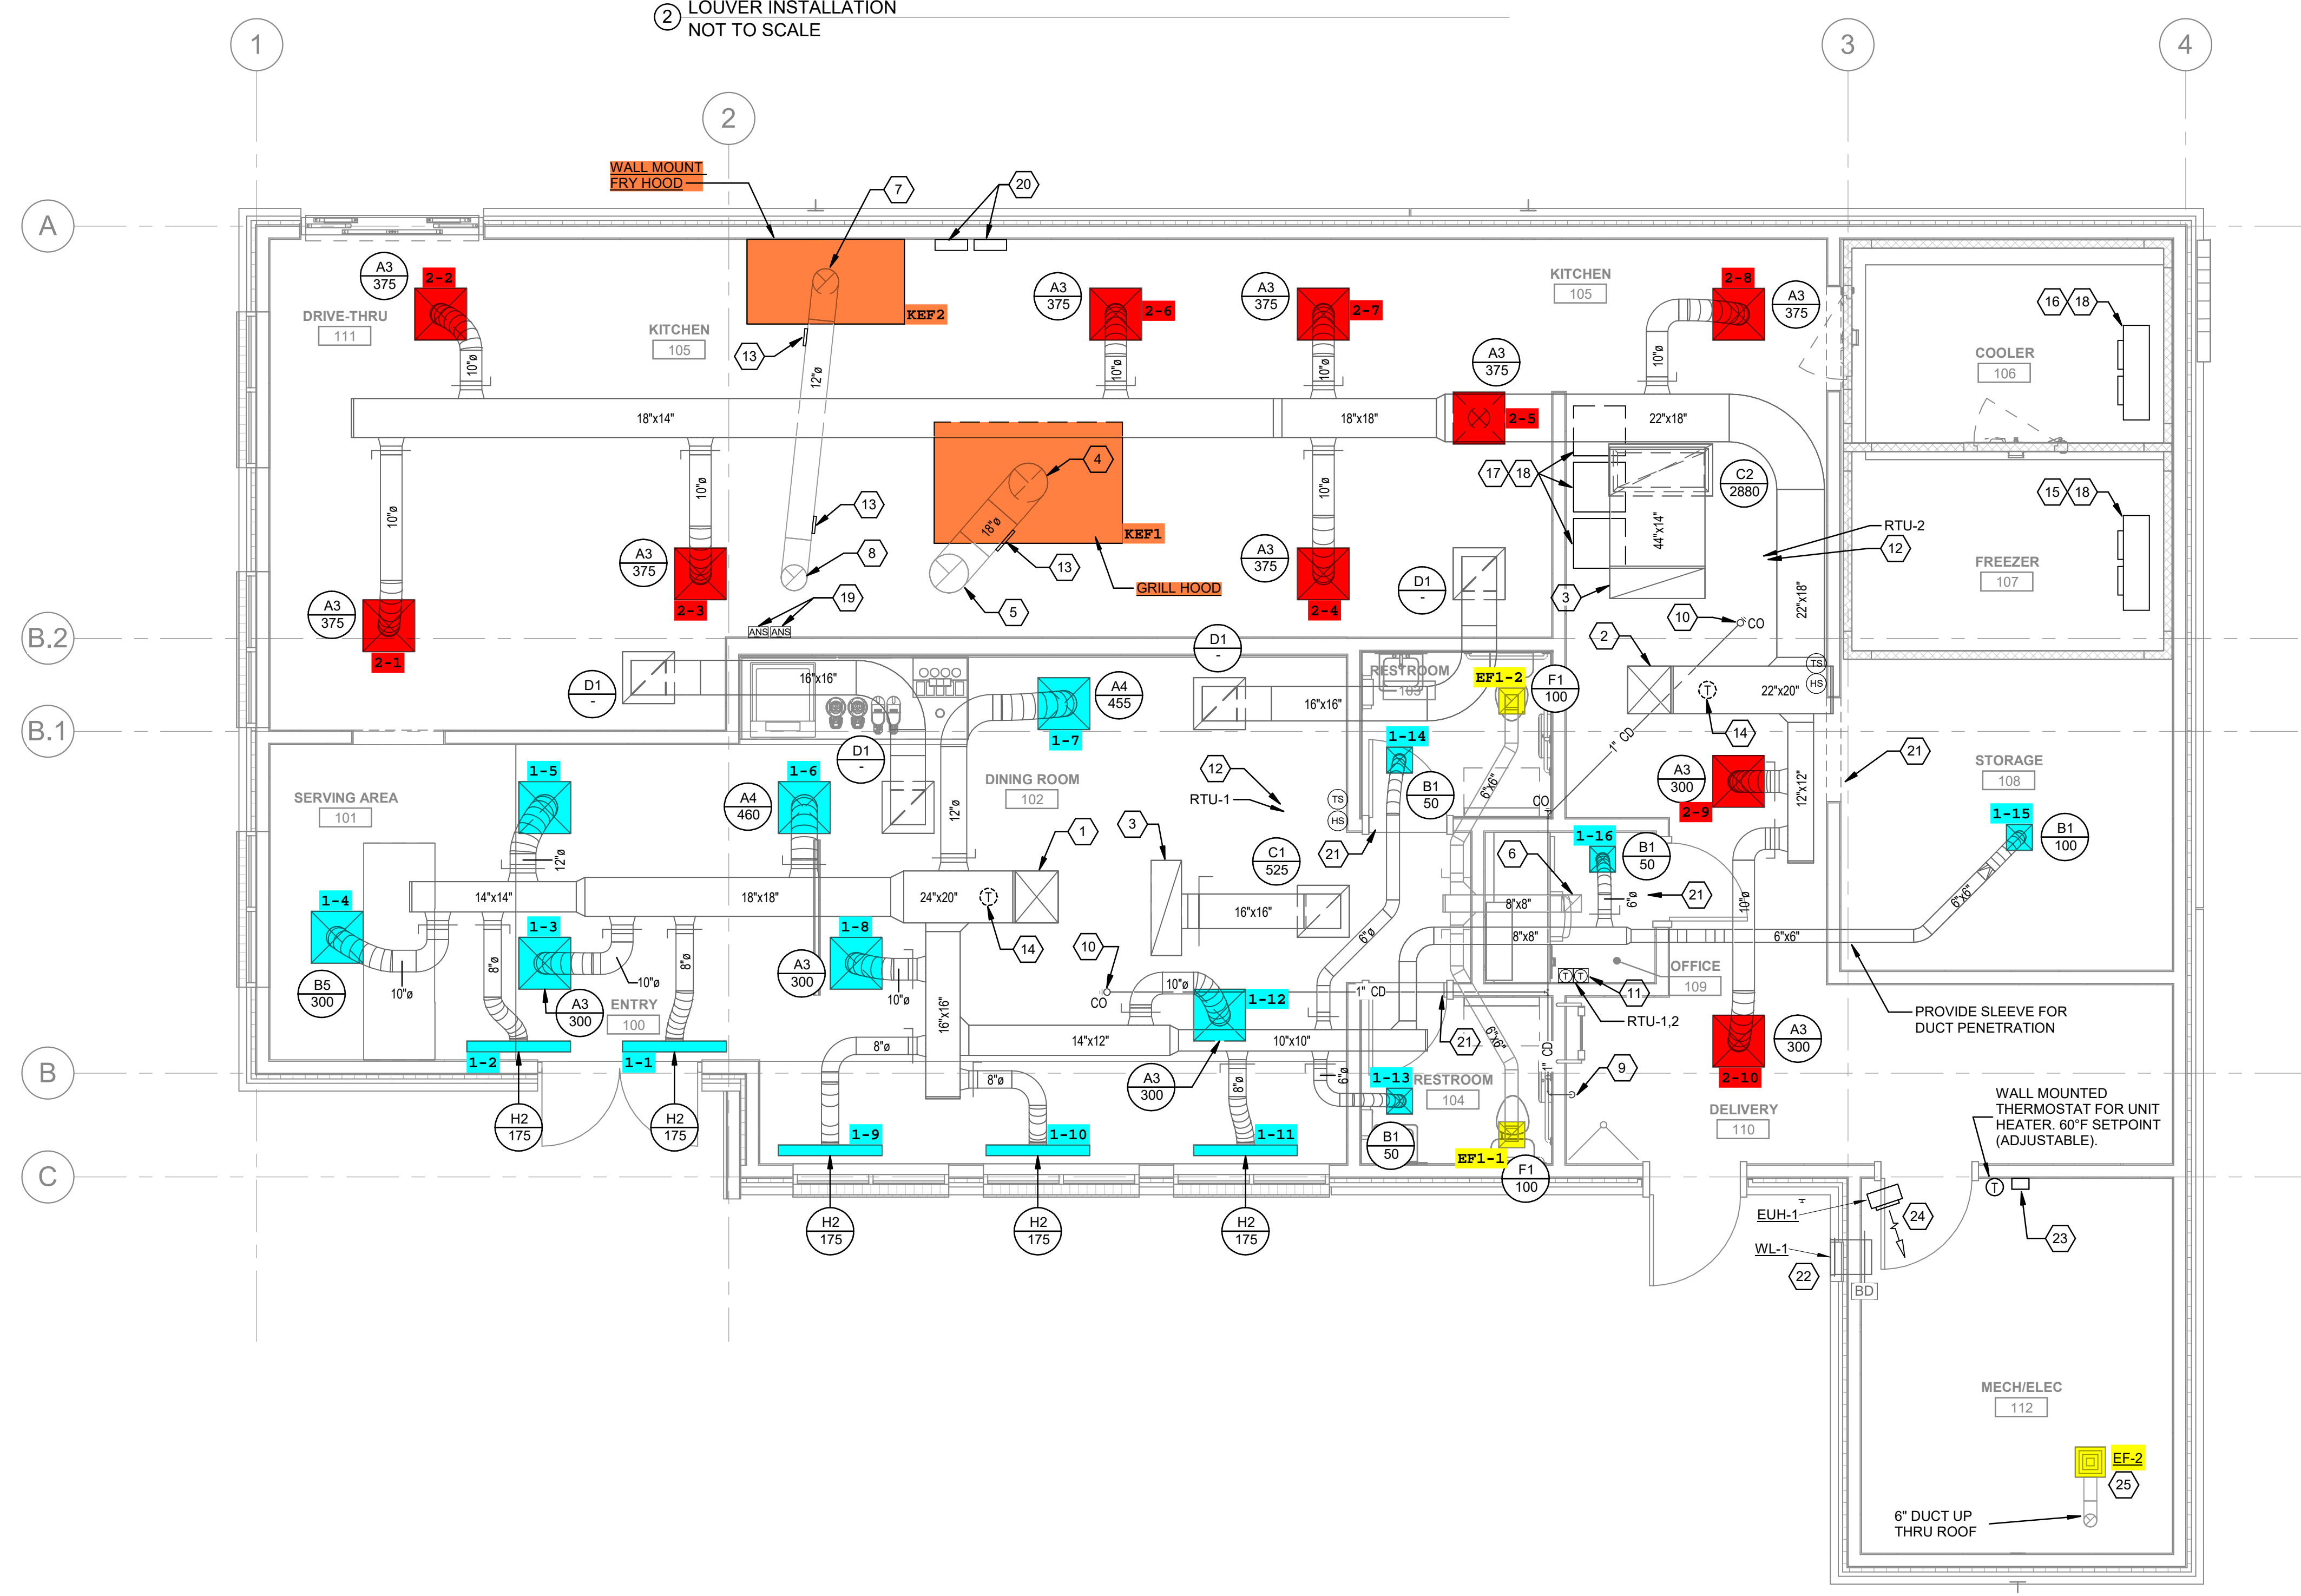 2 LOUVER INSTALLATION
NOT TO SCALE
1
2
3
4
A
B.2
B.1
B
C
WALL MOUNT
FRY HOOD
7
20
A3
375
2-2
DRIVE-THRU
111
KITCHEN
105
KEF2
13
12"ø
10"ø
A3
375
2-6
10"ø
A3
375
2-7
10"ø
KITCHEN
105
2-8
A3
375
10"ø
A3
375
2-5
COOLER
106
16
18
18"x14"
18"x18"
22"x18"
10"ø
10"ø
4
18"ø
KEF1
10"ø
17
18
C2
2880
44"x14"
15
18
FREEZER
107
RTU-2
12
13
A3
375
2-3
8
13
5
GRILL HOOD
A3
375
2-4
D1
-
3
22"x18"
A3
375
2-1
19
ANS
ANS
10
CO
2
D1
-
D1
-
16"x16"
A4
455
1-7
16"x16"
RESTROOM
103
EF1-2
F1
100
1" CD
22"x20"
T
TS
HS
14
D1
-
1-14
21
STORAGE
108
SERVING AREA
101
1-5
1-6
A4
460
DINING ROOM
102
12
RTU-1
TS
HS
B1
50
6"x6"
CO
A3
300
2-9
12"x12"
1-15
B1
100
12"ø
12"ø
1
3
C1
525
21
6
1-16
B1
50
1-4
14"x14"
18"x18"
24"x20"
T
16"x16"
8"x8"
6"ø
21
10"ø
6"x6"
1-3
1-8
14
10
6"ø
8"x8"
6"x6"
B5
300
10"ø
8"ø
10"ø
8"ø
A3
300
10"ø
A3
300
ENTRY
100
CO
10"ø
1-12
1" CD
T
T
11
OFFICE
109
RTU-1,2
PROVIDE SLEEVE FOR
DUCT PENETRATION
16"x16"
14"x12"
10"x10"
21
6"x6"
1" CD
A3
300
2-10
1-2
1-1
8"ø
8"ø
A3
300
8"ø
6"ø
1-13
RESTROOM
104
9
DELIVERY
110
WALL MOUNTED
THERMOSTAT FOR UNIT
HEATER. 60°F SETPOINT
(ADJUSTABLE).
H2
175
H2
175
1-9
1-10
1-11
B1
50
EF1-1
F1
100
T
H2
175
H2
175
H2
175
EUH-1
24
23
WL-1
22
BD
MECH/ELEC
112
EF-2
25
6" DUCT UP
THRU ROOF